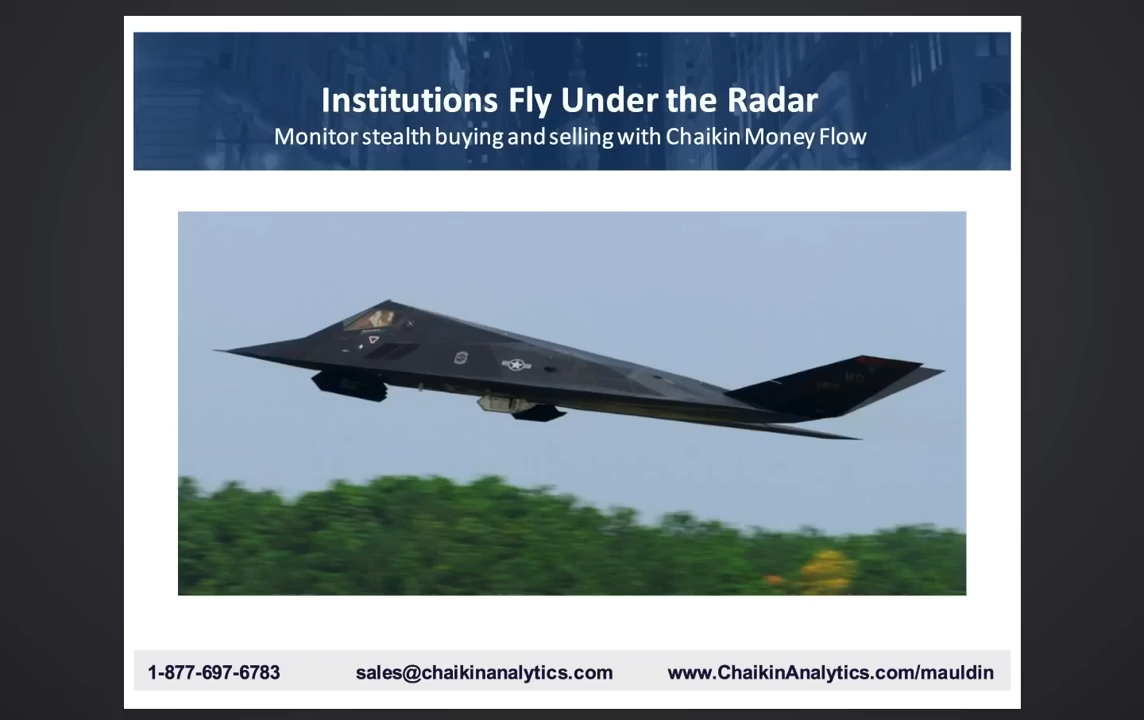 Institutions Fly Under the Radar
Monitor stealth buying and selling with Chaikin Money Flow
HO
1-877-697-6783 sales@chaikinanalytics.com www.ChaikinAnalytics.com/mauldin